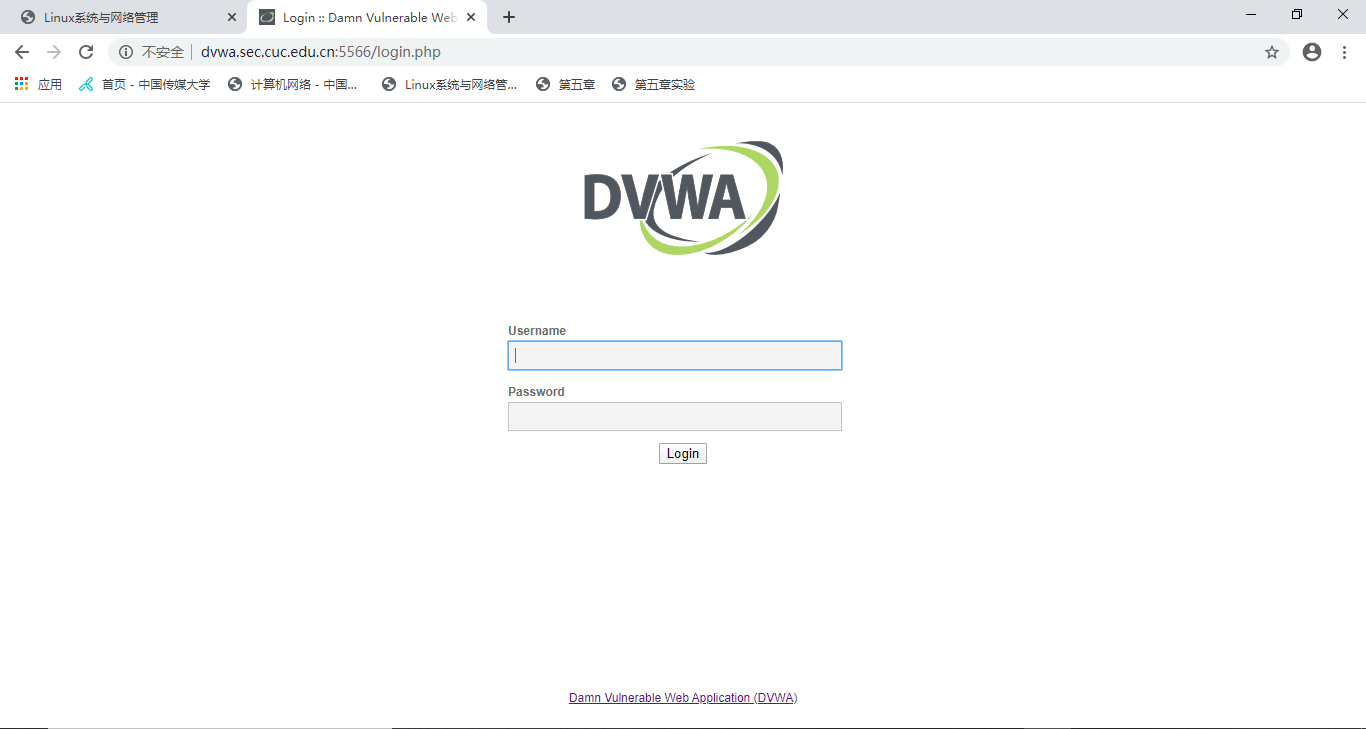 Linux系统与网络管理
Login :: Damn Vulnerable Web
不安全 dvwa.sec.cuc.edu.cn:5566/login.php
应用 首页 - 中国传媒大学 计算机网络 - 中国... Linux系统与网络管... 第五章 第五章实验
DVWA
Username
Password
Login
Damn Vulnerable Web Application (DVWA)